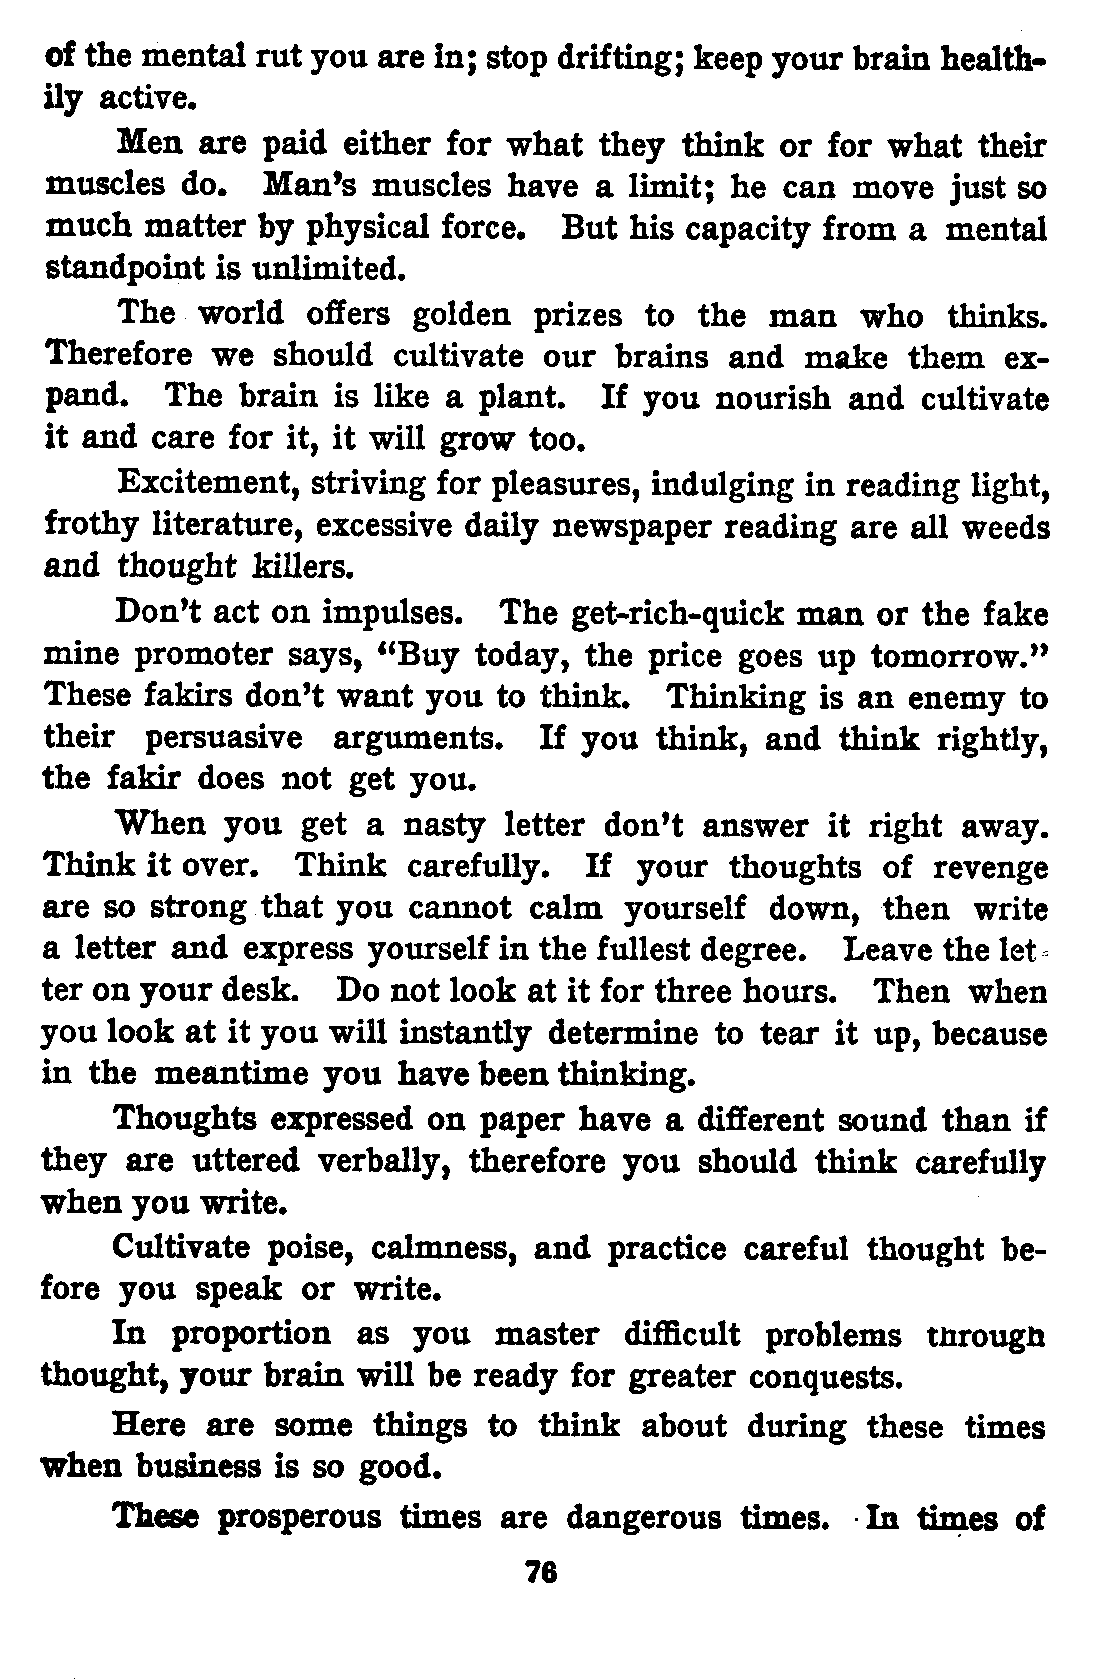 of the mental rut you are in; stop drifting; keep your brain health-
ily active.
Men are paid either for what they think or for what their
muscles do. Man's muscles have a limit; he can move just so
much matter by physical force. But his capacity from a mental
standpoint is unlimited.
The world offers golden prizes to the man who thinks.
Therefore we should cultivate our brains and make them ex-
pand. The brain is like a plant. If you nourish and cultivate
it and care for it, it will grow too.
Excitement, striving for pleasures, indulging in reading light,
frothy literature, excessive daily newspaper reading are all weeds
and thought killers.
Don't act on impulses. The get-rich-quick man or the fake
mine promoter says, "Buy today, the price goes up tomorrow."
These fakirs don't want you to think. Thinking is an enemy to
their persuasive arguments. If you think, and think rightly,
the fakir does not get you.
When you get a nasty letter don't answer it right away.
Think it over. Think carefully. If your thoughts of revenge
are so strong that you cannot calm yourself down, then write
a letter and express yourself in the fullest degree. Leave the let-
ter on your desk. Do not look at it for three hours. Then when
you look at it you will instantly determine to tear it up, because
in the meantime you have been thinking.
Thoughts expressed on paper have a different sound than if
they are uttered verbally, therefore you should think carefully
when you write.
Cultivate poise, calmness, and practice careful thought be-
fore you speak or write.
In proportion as you master difficult problems through
thought, your brain will be ready for greater conquests.
Here are some things to think about during these times
when business is so good.
These prosperous times are dangerous times. In times of
76